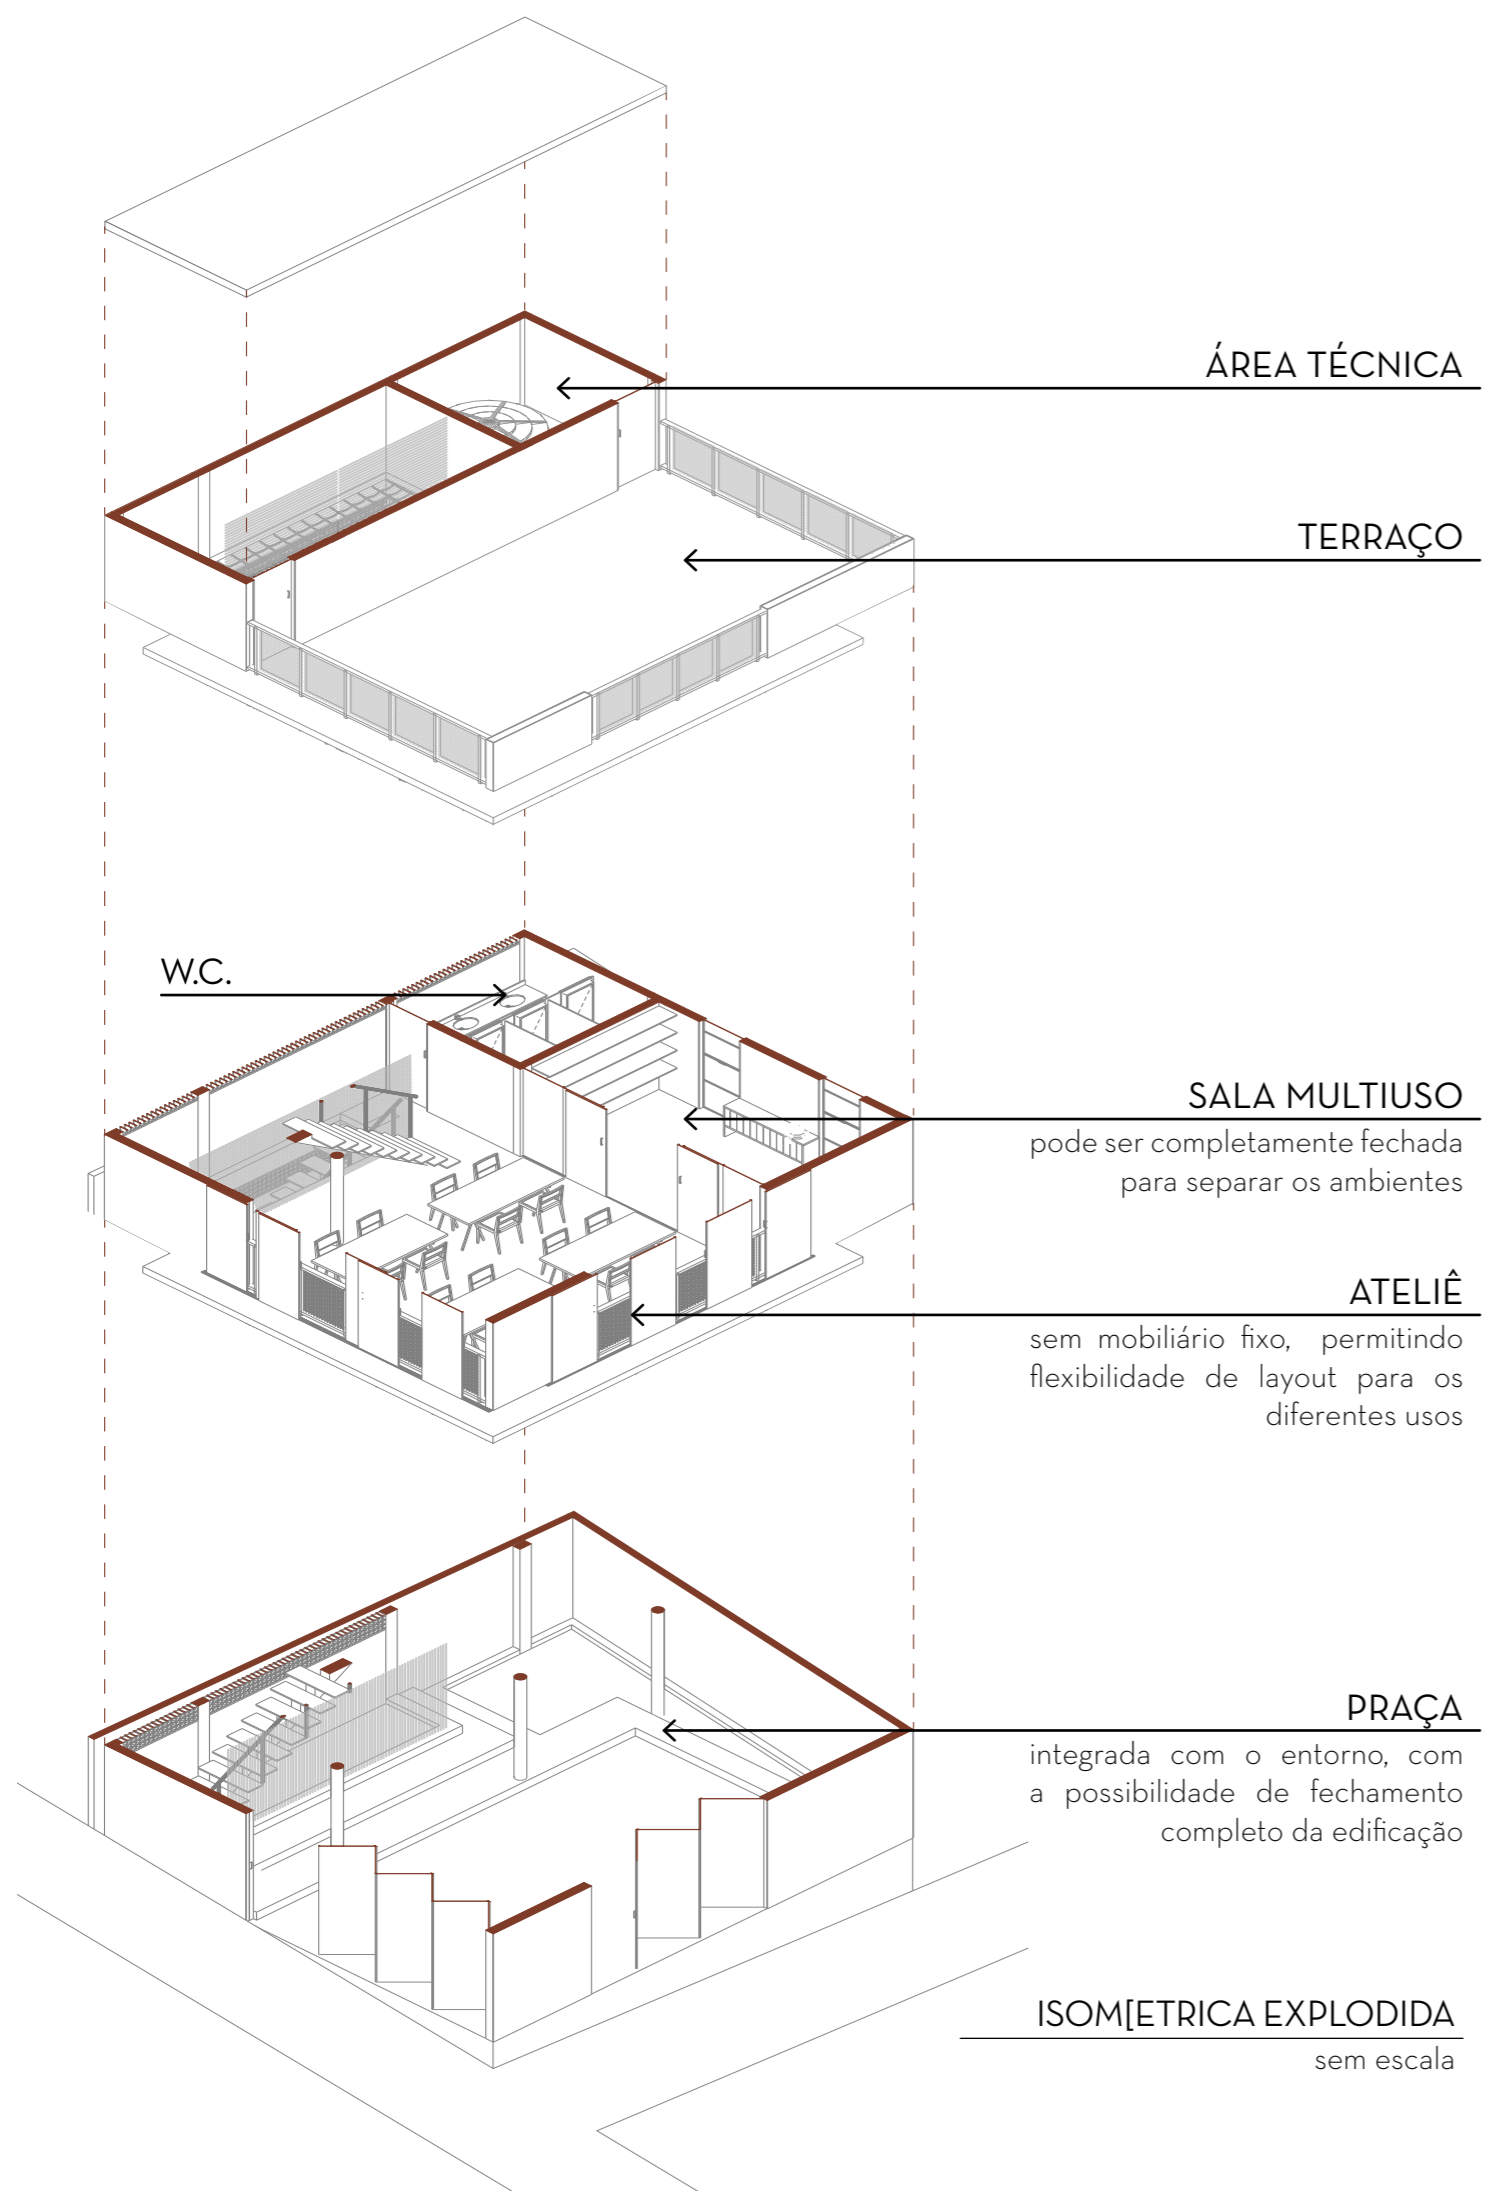 ÁREA TÉCNICA
TERRAÇO
W.C.
SALA MULTIUSO
pode ser completamente fechada
para separar os ambientes
ATELIÊ
sem mobiliário fixo, permitindo
flexibilidade de layout para os
diferentes usos
PRAÇA
integrada com o entorno, com
a possibilidade de fechamento
completo da edificação
ISOM[ETRICA EXPLODIDA
sem escala